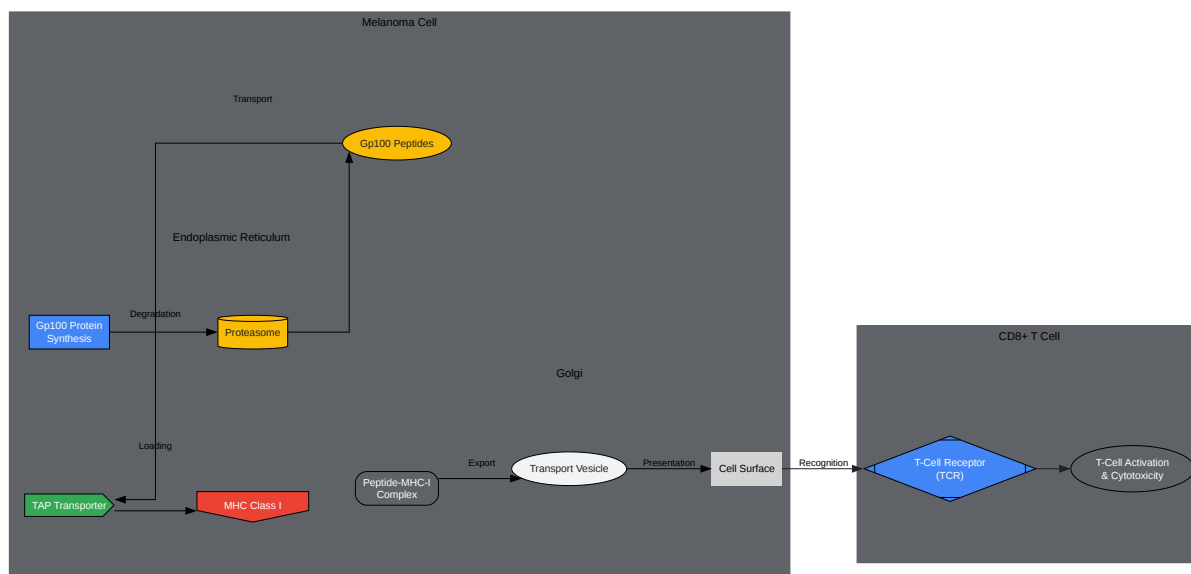 Melanoma Cell
Transport
Gp100 Peptides
Endoplasmic Reticulum
Degradation
Gp100 Protein
Synthesis
Proteasome
CD8+ T Cell
Golgi
Loading
Export
Transport Vesicle
Presentation
Cell Surface
Recognition
T-Cell Receptor
(TCR)
T-Cell Activation
& Cytotoxicity
Peptide-MHC-I
Complex
TAP Transporter
MHC Class I